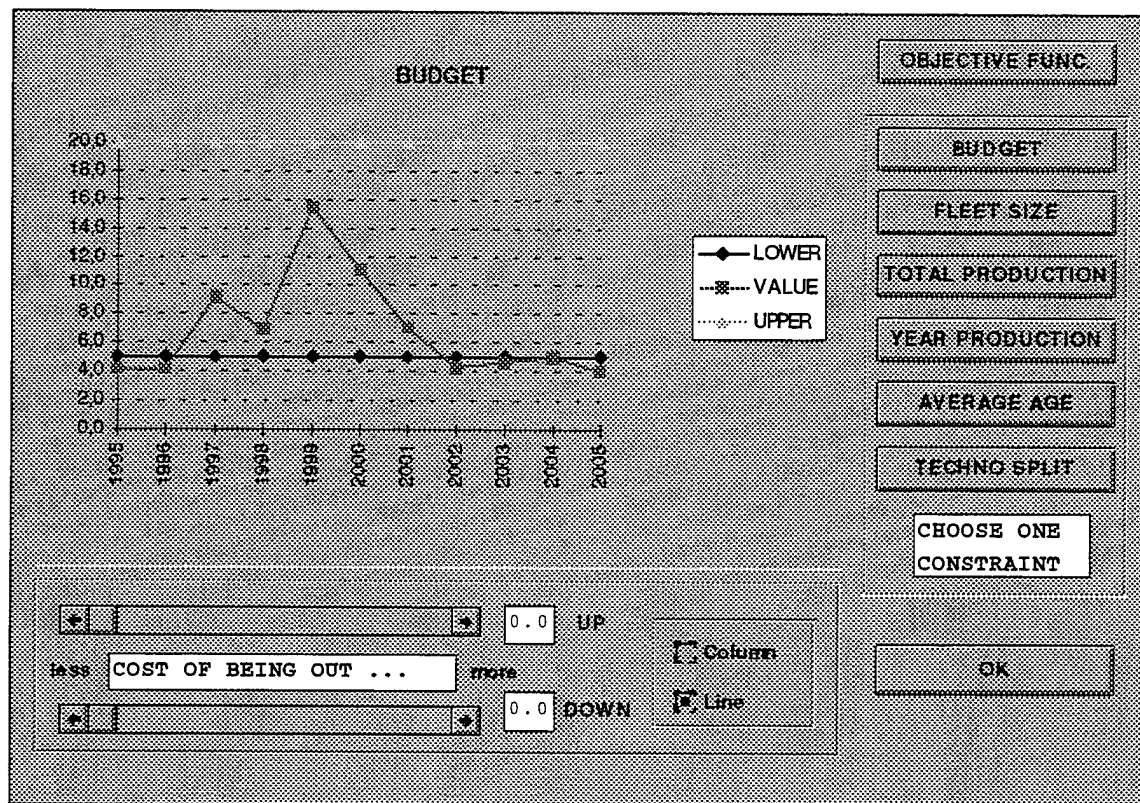 BUDGET
20,0
18,0
16,0
14,0
12,0
10,0
8,0
6,0
4,0
2,0
0,0
1995
1996
1997
1998
1999
2000
2001
2002
2003
2004
2005
LOWER
VALUE
UPPER
OBJECTIVE FUNC.
BUDGET
FLEET SIZE
TOTAL PRODUCTION
YEAR PRODUCTION
AVERAGE AGE
TECHNO SPLIT
CHOOSE ONE
CONSTRAINT
OK
0.0 UP
less COST OF BEING OUT ... more
0.0 DOWN
Column
Line